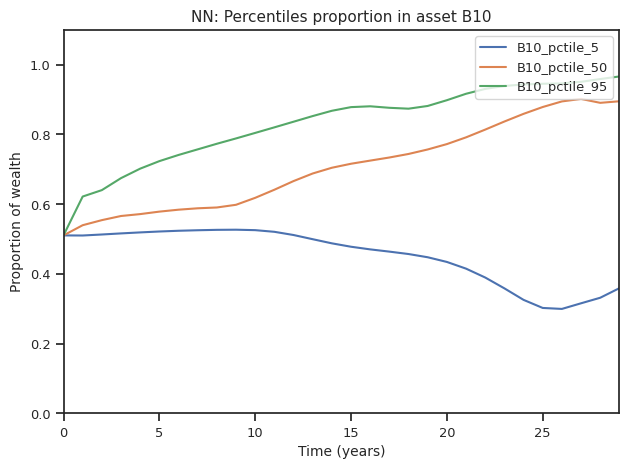 NN: Percentiles proportion in asset B10
B10_pctile_5
B10_pctile_50
B10_pctile_95
Proportion of wealth
1.0
0.8
0.6
0.4
0.2
0.0
0 5 10 15 20 25
Time (years)